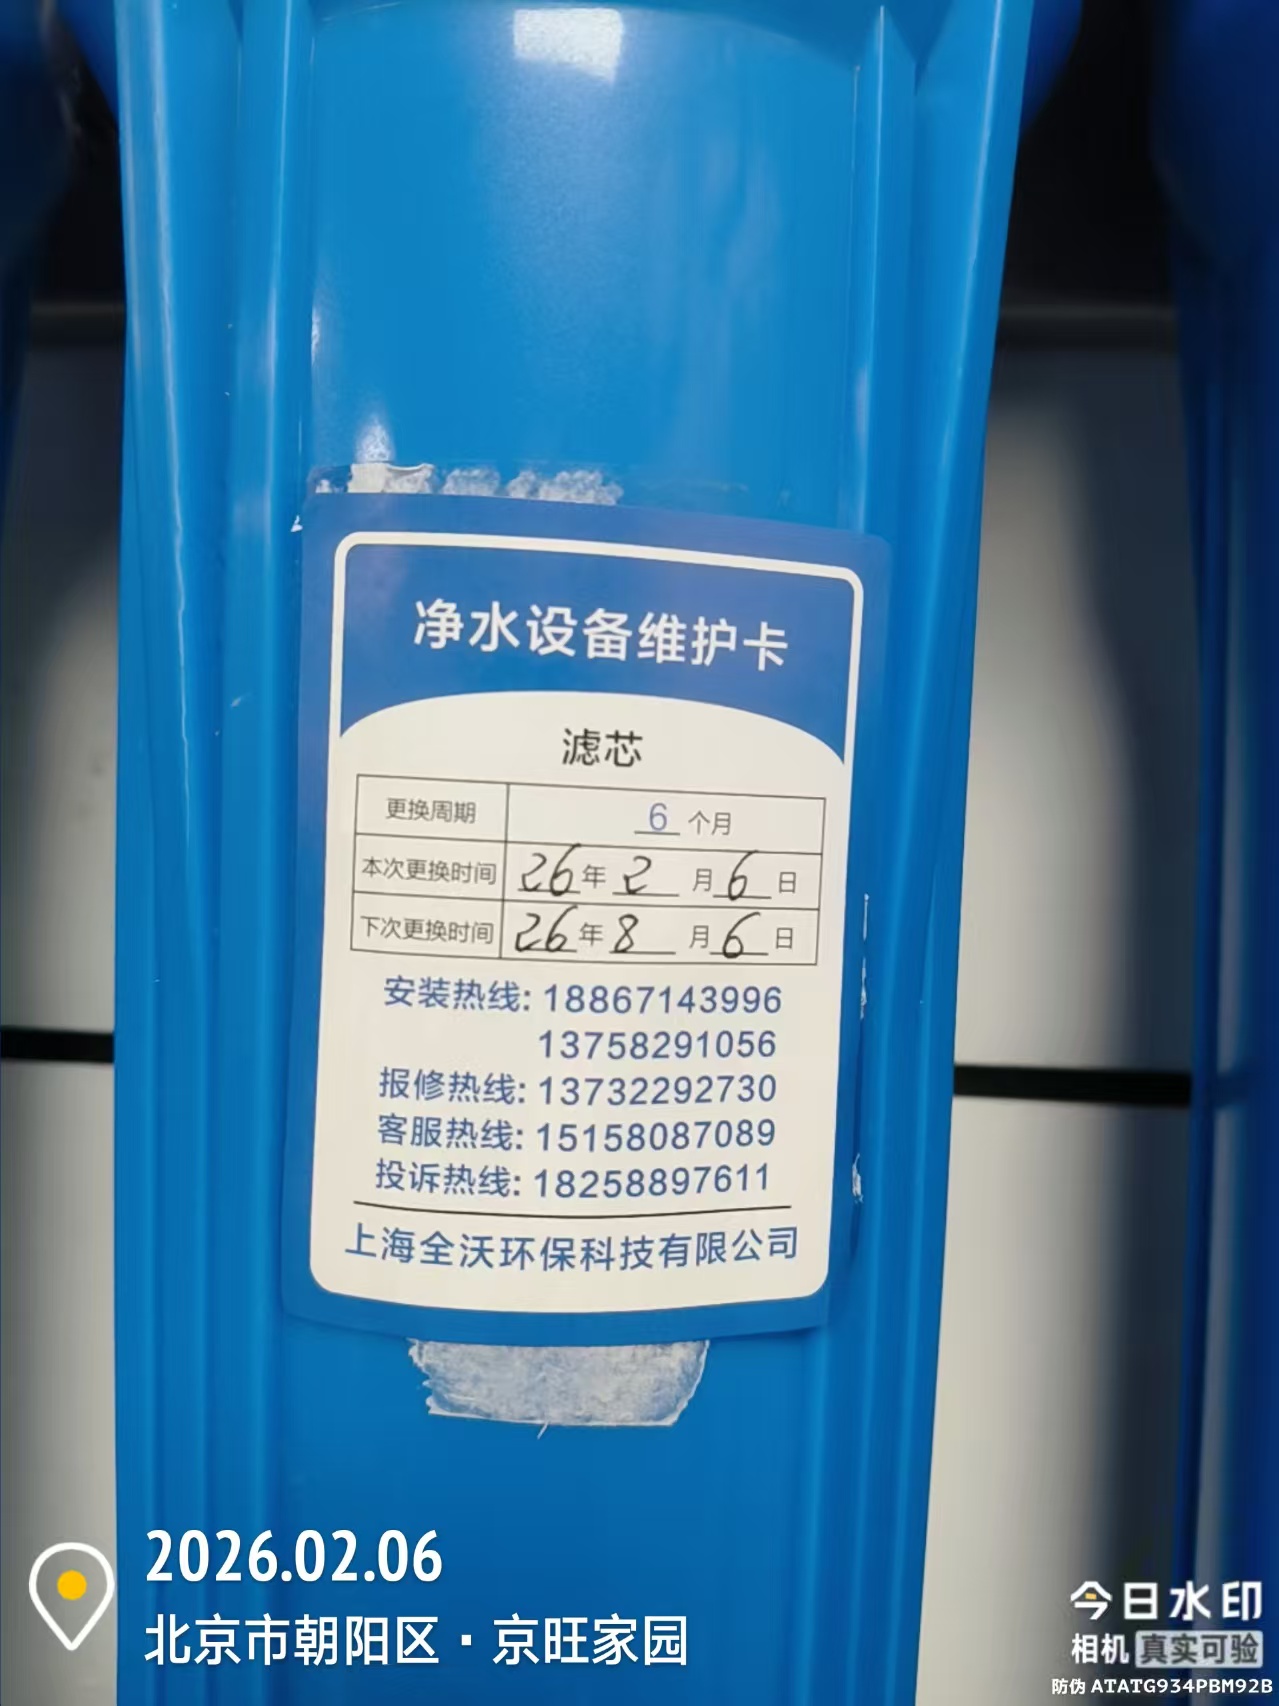 净水设备维护卡
滤芯
更换周期 6 个月
本次更换时间 26年 2 月 6 日
下次更换时间 26年 8 月 6 日
安装热线: 18867143996
13758291056
报修热线: 13732292730
客服热线: 15158087089
投诉热线: 18258897611
上海全沃环保科技有限公司
2026.02.06
北京市朝阳区·京旺家园
今日水印
相机 真实可验
防伪 ATATG934PBM92B